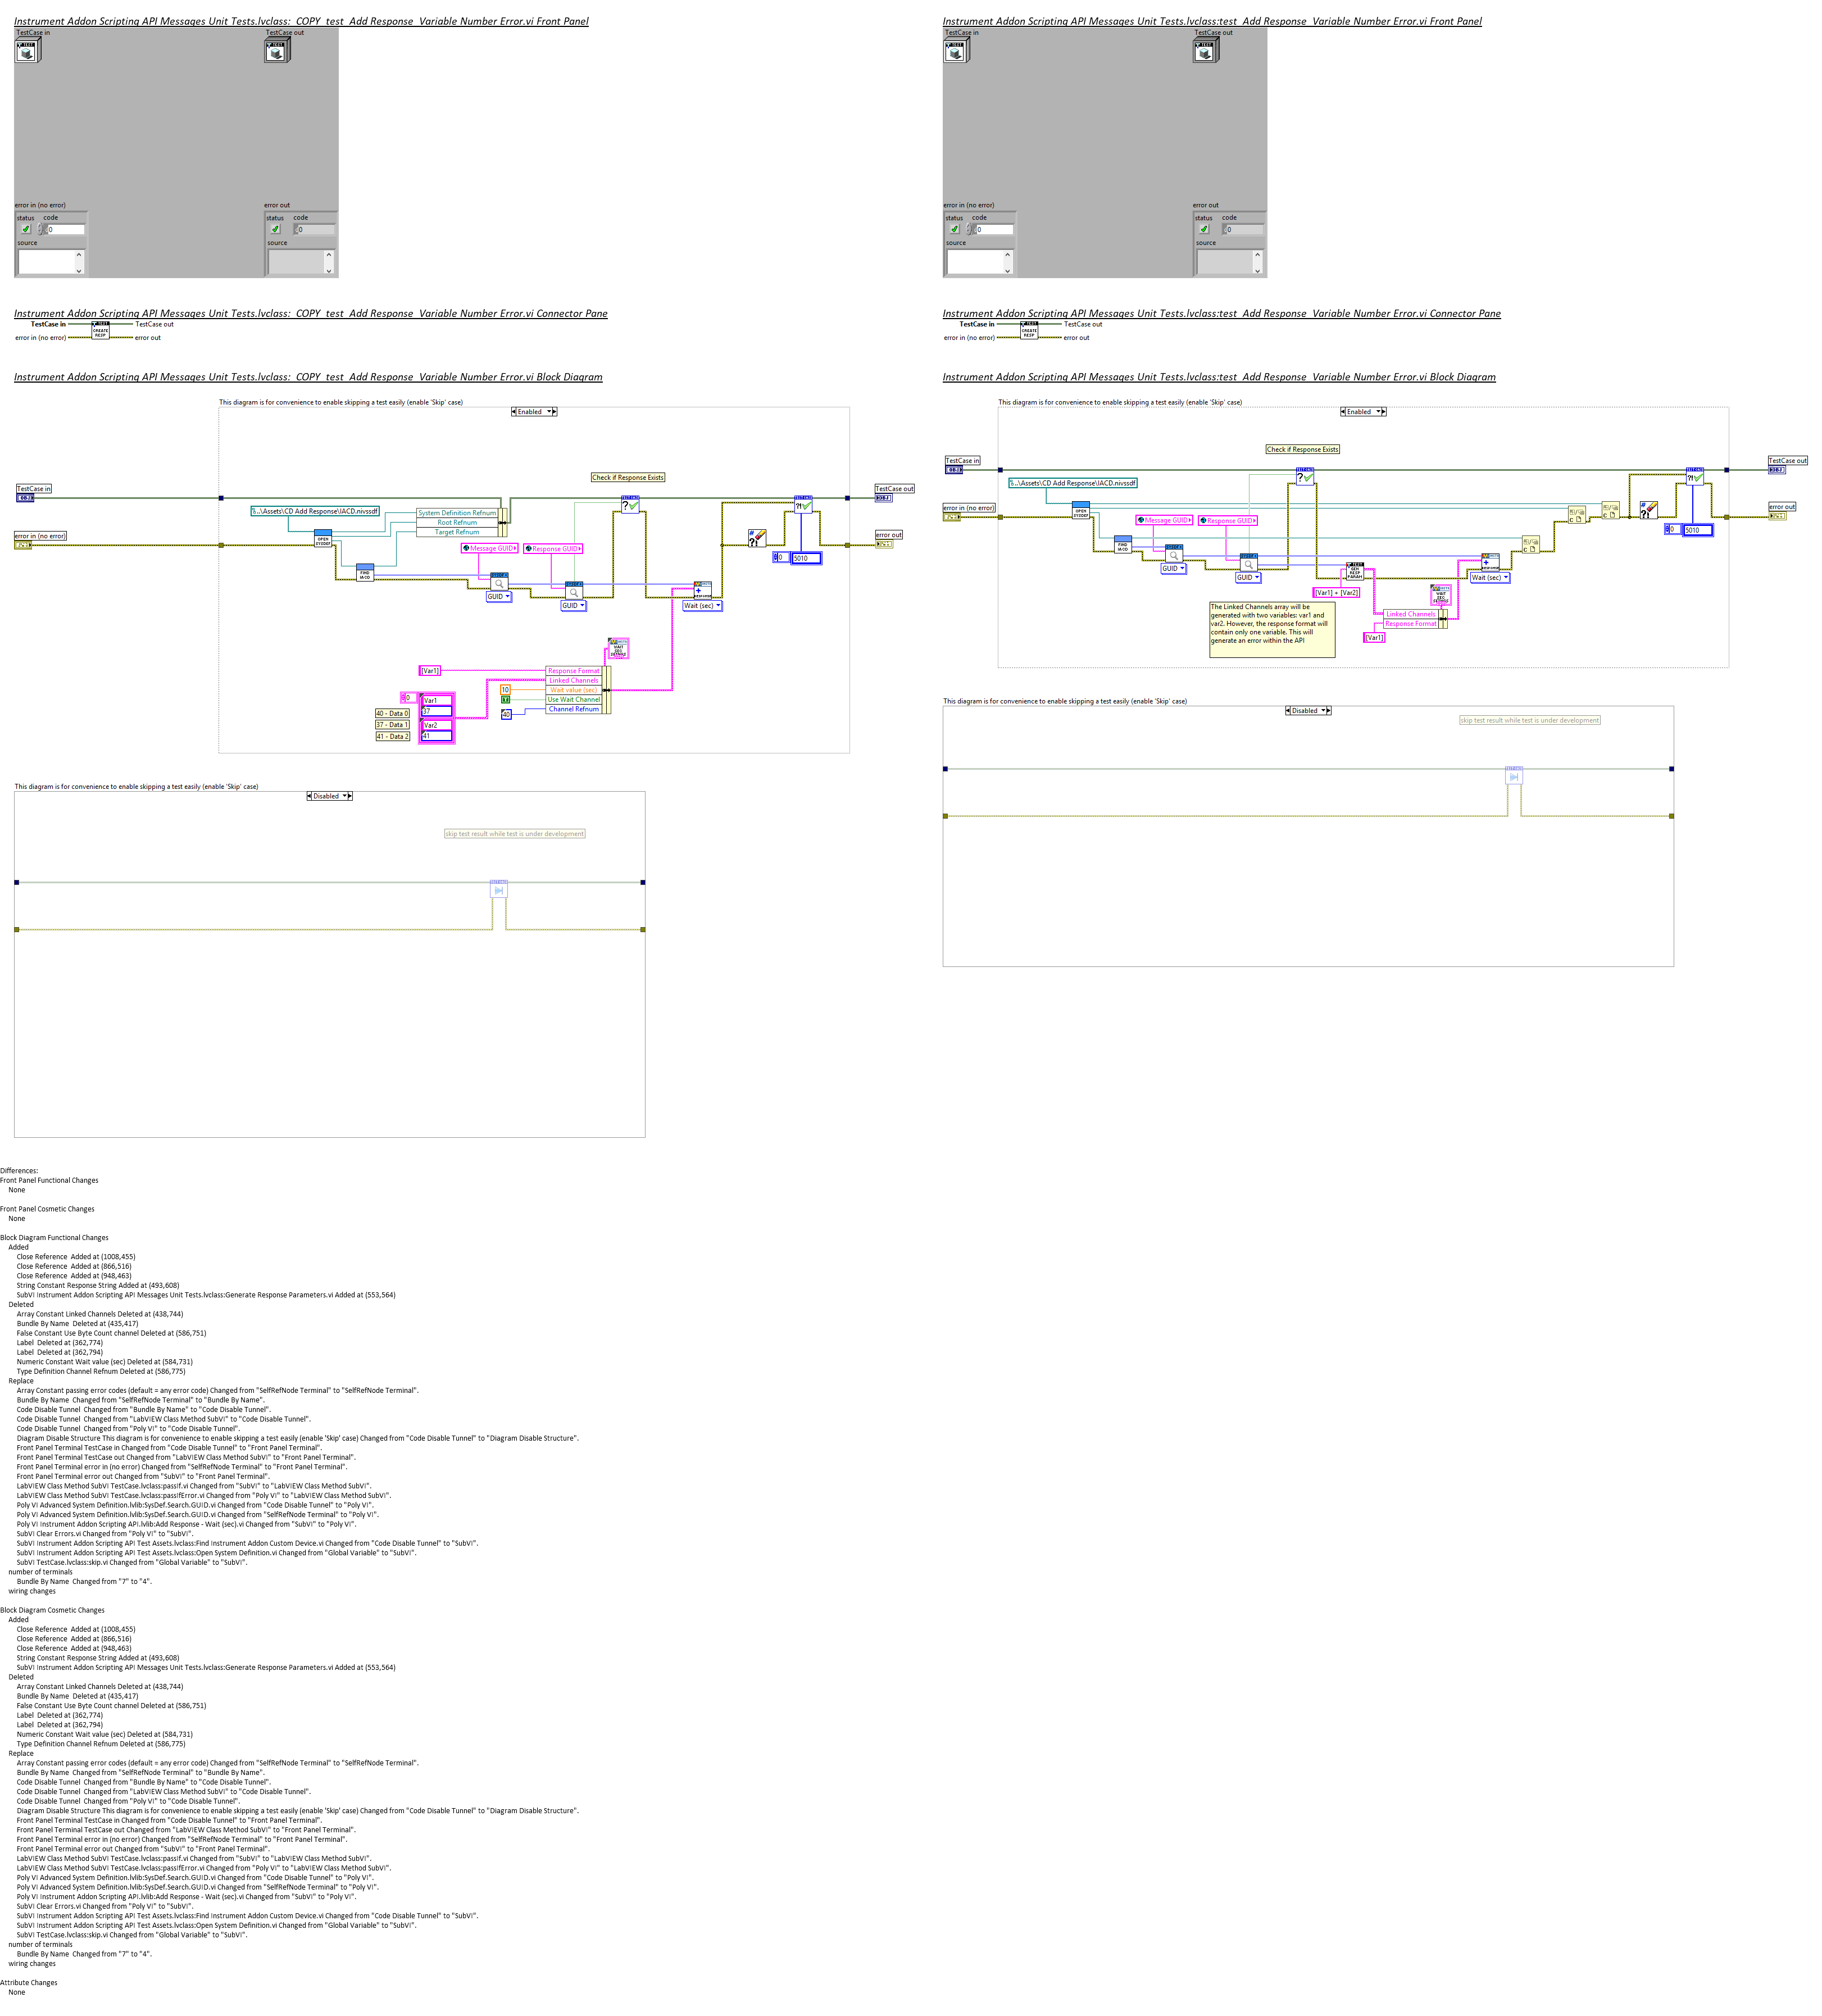 Instrument Addon Scripting API Messages Unit Tests.lvclass:_COPY_test_Add Response_Variable Number Error.vi Front Panel
TestCase in
TestCase out
error in (no error)
status code
0
source
error out
status code
0
source
Instrument Addon Scripting API Messages Unit Tests.lvclass:_COPY_test_Add Response_Variable Number Error.vi Connector Pane
TestCase in
TestCase out
error in (no error)
error out
TEST
CREATE
RESP
Instrument Addon Scripting API Messages Unit Tests.lvclass:_COPY_test_Add Response_Variable Number Error.vi Block Diagram
This diagram is for convenience to enable skipping a test easily (enable 'Skip' case)
Enabled
Check if Response Exists
TestCase in
TestCase out
..\Assets\CD Add Response\IACD.nivssdf
System Definition Refnum
Root Refnum
Target Refnum
error in (no error)
error out
OPEN
SYSDEF
Message GUID
Response GUID
0
5010
FIND
IACD
GUID
GUID
Wait (sec)
[Var1]
Response Format
Linked Channels
10
Wait value (sec)
Use Wait Channel
40
Channel Refnum
0
Var1
37
Var2
41
40 - Data 0
37 - Data 1
41 - Data 2
This diagram is for convenience to enable skipping a test easily (enable 'Skip' case)
Disabled
skip test result while test is under development
Instrument Addon Scripting API Messages Unit Tests.lvclass:test_Add Response_Variable Number Error.vi Front Panel
TestCase in
TestCase out
error in (no error)
status code
0
source
error out
status code
0
source
Instrument Addon Scripting API Messages Unit Tests.lvclass:test_Add Response_Variable Number Error.vi Connector Pane
TestCase in
TestCase out
error in (no error)
error out
TEST
CREATE
RESP
Instrument Addon Scripting API Messages Unit Tests.lvclass:test_Add Response_Variable Number Error.vi Block Diagram
This diagram is for convenience to enable skipping a test easily (enable 'Skip' case)
Enabled
Check if Response Exists
TestCase in
TestCase out
..\Assets\CD Add Response\IACD.nivssdf
error in (no error)
error out
OPEN
SYSDEF
Message GUID
Response GUID
0
5010
FIND
IACD
GUID
GUID
TEST
GEN
RESP
PARAM
Wait (sec)
[Var1] + [Var2]
The Linked Channels array will be
generated with two variables: var1 and
var2. However, the response format will
contain only one variable. This will
generate an error within the API
Linked Channels
Response Format
[Var1]
This diagram is for convenience to enable skipping a test easily (enable 'Skip' case)
Disabled
skip test result while test is under development
Differences:
Front Panel Functional Changes
None
Front Panel Cosmetic Changes
None
Block Diagram Functional Changes
Added
Close Reference  Added at (1008,455)
Close Reference  Added at (866,516)
Close Reference  Added at (948,463)
String Constant Response String Added at (493,608)
SubVI Instrument Addon Scripting API Messages Unit Tests.lvclass:Generate Response Parameters.vi Added at (553,564)
Deleted
Array Constant Linked Channels Deleted at (438,744)
Bundle By Name  Deleted at (435,417)
False Constant Use Byte Count channel Deleted at (586,751)
Label  Deleted at (362,774)
Label  Deleted at (362,794)
Numeric Constant Wait value (sec) Deleted at (584,731)
Type Definition Channel Refnum Deleted at (586,775)
Replace
Array Constant passing error codes (default = any error code) Changed from "SelfRefNode Terminal" to "SelfRefNode Terminal".
Bundle By Name  Changed from "SelfRefNode Terminal" to "Bundle By Name".
Code Disable Tunnel  Changed from "Bundle By Name" to "Code Disable Tunnel".
Code Disable Tunnel  Changed from "LabVIEW Class Method SubVI" to "Code Disable Tunnel".
Code Disable Tunnel  Changed from "Poly VI" to "Code Disable Tunnel".
Diagram Disable Structure This diagram is for convenience to enable skipping a test easily (enable 'Skip' case) Changed from "Code Disable Tunnel" to "Diagram Disable Structure".
Front Panel Terminal TestCase in Changed from "Code Disable Tunnel" to "Front Panel Terminal".
Front Panel Terminal TestCase out Changed from "LabVIEW Class Method SubVI" to "Front Panel Terminal".
Front Panel Terminal error in (no error) Changed from "SelfRefNode Terminal" to "Front Panel Terminal".
Front Panel Terminal error out Changed from "SubVI" to "Front Panel Terminal".
LabVIEW Class Method SubVI TestCase.lvclass:passIf.vi Changed from "SubVI" to "LabVIEW Class Method SubVI".
LabVIEW Class Method SubVI TestCase.lvclass:passIfError.vi Changed from "Poly VI" to "LabVIEW Class Method SubVI".
Poly VI Advanced System Definition.lvlib:SysDef.Search.GUID.vi Changed from "Code Disable Tunnel" to "Poly VI".
Poly VI Advanced System Definition.lvlib:SysDef.Search.GUID.vi Changed from "SelfRefNode Terminal" to "Poly VI".
Poly VI Instrument Addon Scripting API.lvlib:Add Response - Wait (sec).vi Changed from "SubVI" to "Poly VI".
SubVI Clear Errors.vi Changed from "Poly VI" to "SubVI".
SubVI Instrument Addon Scripting API Test Assets.lvclass:Find Instrument Addon Custom Device.vi Changed from "Code Disable Tunnel" to "SubVI".
SubVI Instrument Addon Scripting API Test Assets.lvclass:Open System Definition.vi Changed from "Global Variable" to "SubVI".
SubVI TestCase.lvclass:skip.vi Changed from "Global Variable" to "SubVI".
number of terminals
Bundle By Name  Changed from "7" to "4".
wiring changes
Block Diagram Cosmetic Changes
Added
Close Reference  Added at (1008,455)
Close Reference  Added at (866,516)
Close Reference  Added at (948,463)
String Constant Response String Added at (493,608)
SubVI Instrument Addon Scripting API Messages Unit Tests.lvclass:Generate Response Parameters.vi Added at (553,564)
Deleted
Array Constant Linked Channels Deleted at (438,744)
Bundle By Name  Deleted at (435,417)
False Constant Use Byte Count channel Deleted at (586,751)
Label  Deleted at (362,774)
Label  Deleted at (362,794)
Numeric Constant Wait value (sec) Deleted at (584,731)
Type Definition Channel Refnum Deleted at (586,775)
Replace
Array Constant passing error codes (default = any error code) Changed from "SelfRefNode Terminal" to "SelfRefNode Terminal".
Bundle By Name  Changed from "SelfRefNode Terminal" to "Bundle By Name".
Code Disable Tunnel  Changed from "Bundle By Name" to "Code Disable Tunnel".
Code Disable Tunnel  Changed from "LabVIEW Class Method SubVI" to "Code Disable Tunnel".
Code Disable Tunnel  Changed from "Poly VI" to "Code Disable Tunnel".
Diagram Disable Structure This diagram is for convenience to enable skipping a test easily (enable 'Skip' case) Changed from "Code Disable Tunnel" to "Diagram Disable Structure".
Front Panel Terminal TestCase in Changed from "Code Disable Tunnel" to "Front Panel Terminal".
Front Panel Terminal TestCase out Changed from "LabVIEW Class Method SubVI" to "Front Panel Terminal".
Front Panel Terminal error in (no error) Changed from "SelfRefNode Terminal" to "Front Panel Terminal".
Front Panel Terminal error out Changed from "SubVI" to "Front Panel Terminal".
LabVIEW Class Method SubVI TestCase.lvclass:passIf.vi Changed from "SubVI" to "LabVIEW Class Method SubVI".
LabVIEW Class Method SubVI TestCase.lvclass:passIfError.vi Changed from "Poly VI" to "LabVIEW Class Method SubVI".
Poly VI Advanced System Definition.lvlib:SysDef.Search.GUID.vi Changed from "Code Disable Tunnel" to "Poly VI".
Poly VI Advanced System Definition.lvlib:SysDef.Search.GUID.vi Changed from "SelfRefNode Terminal" to "Poly VI".
Poly VI Instrument Addon Scripting API.lvlib:Add Response - Wait (sec).vi Changed from "SubVI" to "Poly VI".
SubVI Clear Errors.vi Changed from "Poly VI" to "SubVI".
SubVI Instrument Addon Scripting API Test Assets.lvclass:Find Instrument Addon Custom Device.vi Changed from "Code Disable Tunnel" to "SubVI".
SubVI Instrument Addon Scripting API Test Assets.lvclass:Open System Definition.vi Changed from "Global Variable" to "SubVI".
SubVI TestCase.lvclass:skip.vi Changed from "Global Variable" to "SubVI".
number of terminals
Bundle By Name  Changed from "7" to "4".
wiring changes
Attribute Changes
None